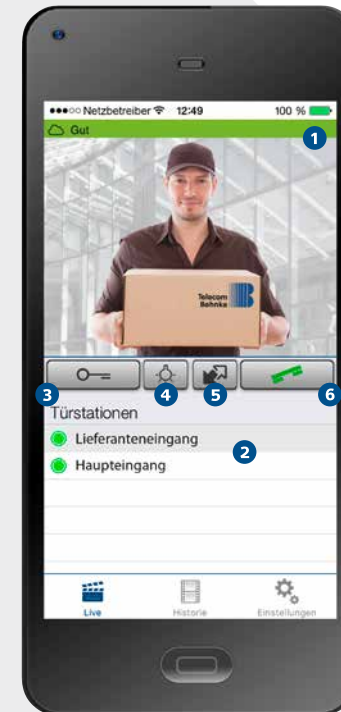 ●●●○○ Netzbetreiber 12:49 100 %
Gut
1
Telecom
Behnke
3
4
5
6
Türstationen
Lieferanteneingang
2
Haupteingang
Live Historie Einstellungen